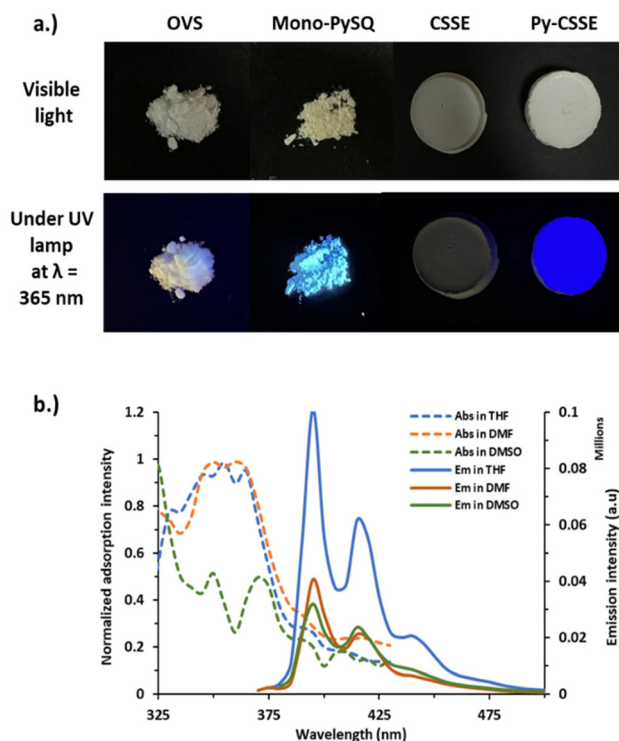 a.)
OVS Mono-PySQ CSSE Py-CSSE
Visible
light
Under UV
lamp
at λ =
365 nm
b.)
1.2
1
0.8
0.6
0.4
0.2
0
Normalized adsorption intensity
325 375 425 475
Wavelength (nm)
Abs in THF
Abs in DMF
Abs in DMSO
Em in THF
Em in DMF
Em in DMSO
0.1
0.08
0.06
0.04
0.02
0
Millions
Emission intensity (a.u)